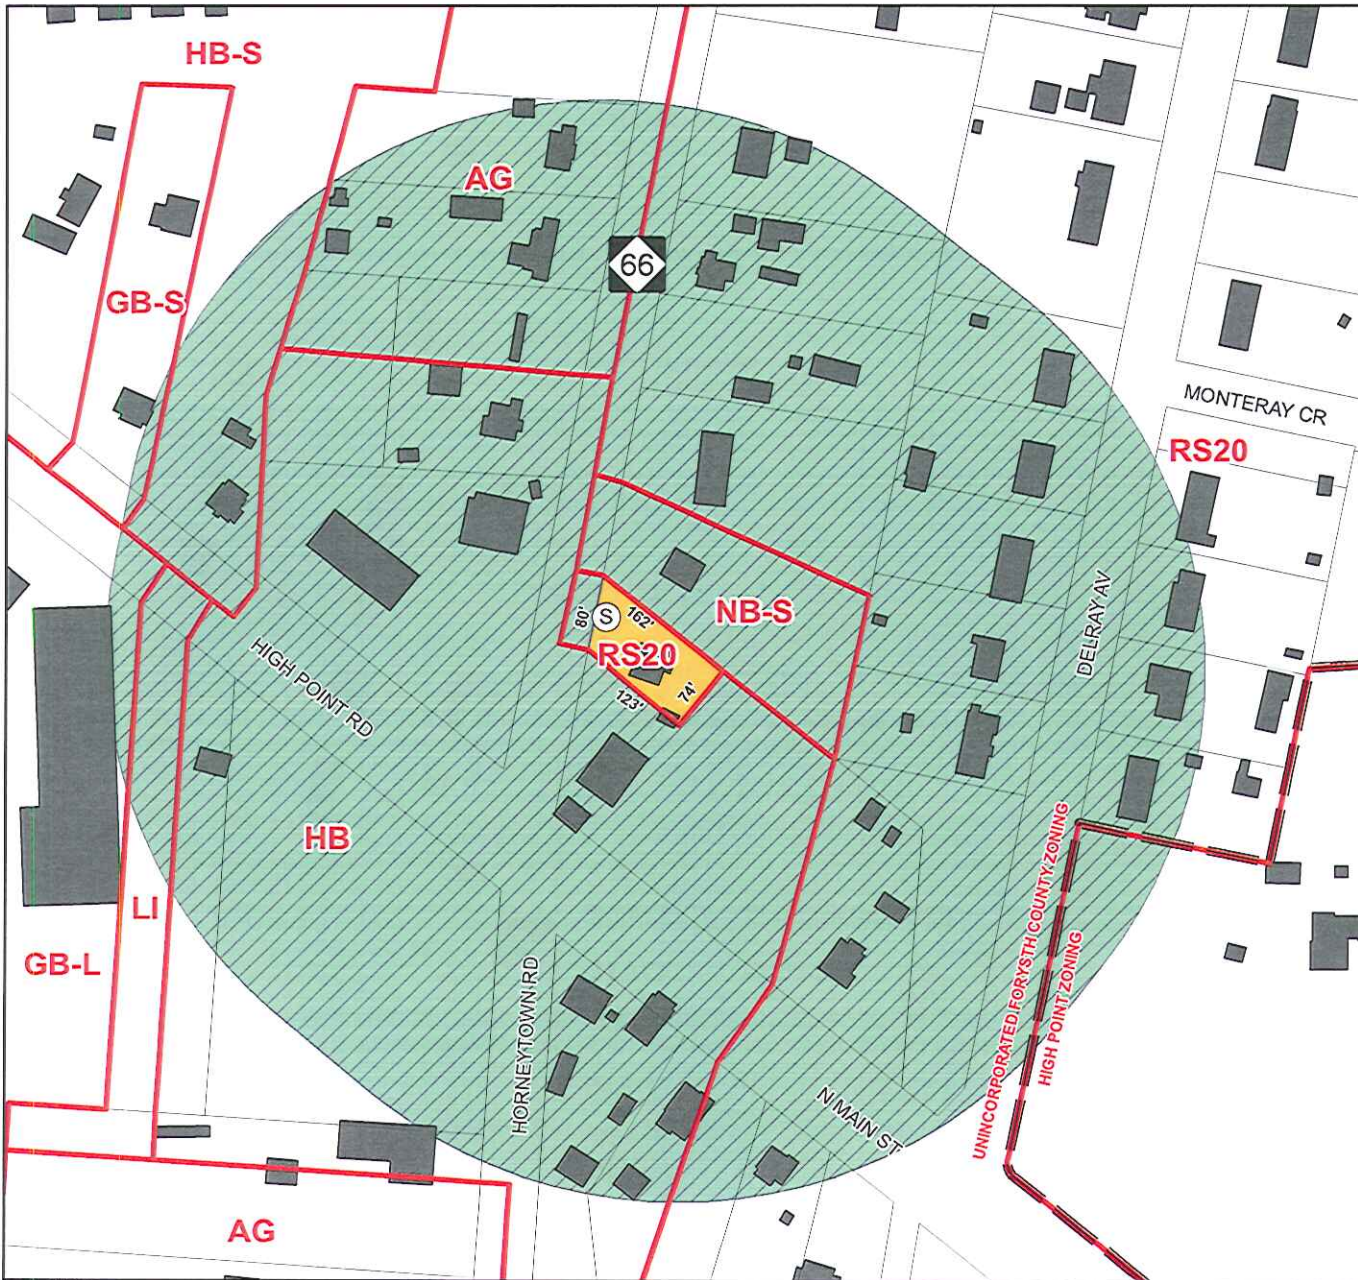 HB-S
AG
66
GB-S
MONTERAY CR
RS20
NB-S
80'
S
162'
RS20
DELRAY AV
74'
123'
HIGH POINT RD
HB
UNINCORPORATED FORYSTH COUNTY ZONING
HIGH POINT ZONING
LI
GB-L
HORNEYTOWN RD
N MAIN ST
AG